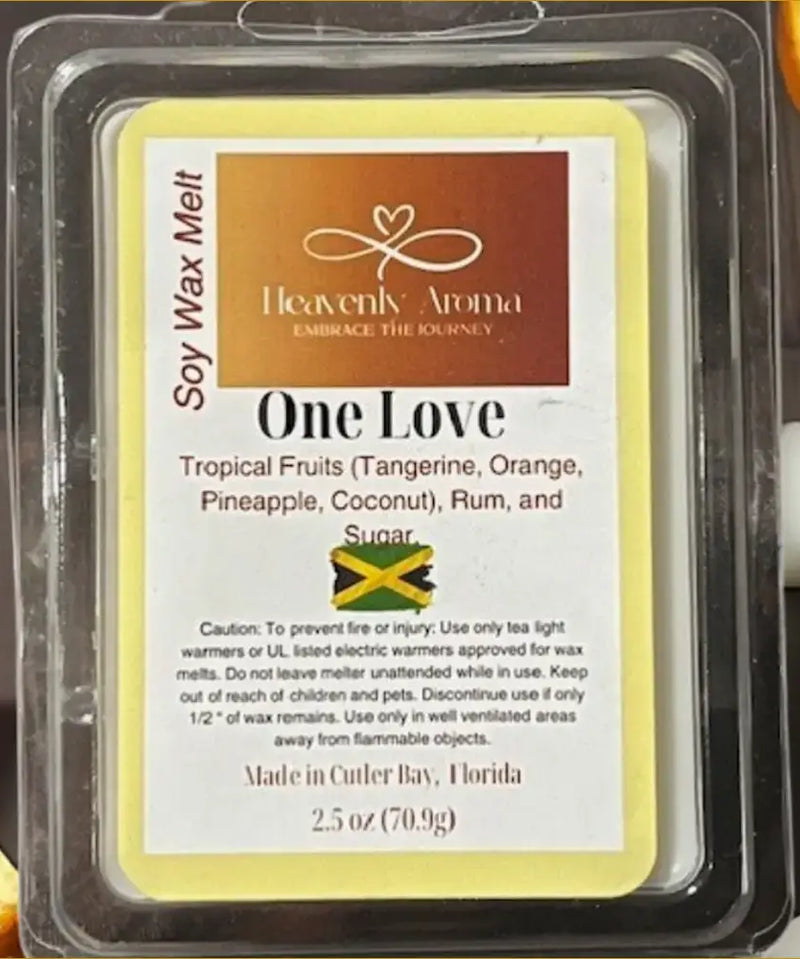 Soy Wax Melt
Heavenly Aroma
EMBRACE THE JOURNEY
One Love
Tropical Fruits (Tangerine, Orange,
Pineapple, Coconut), Rum, and
Sugar.
Caution: To prevent fire or injury: Use only tea light
warmers or UL listed electric warmers approved for wax
melts. Do not leave melter unattended while in use. Keep
out of reach of children and pets. Discontinue use if only
1/2 " of wax remains. Use only in well ventilated areas
away from flammable objects.
Made in Cutler Bay, Florida
2.5 oz (70.9g)